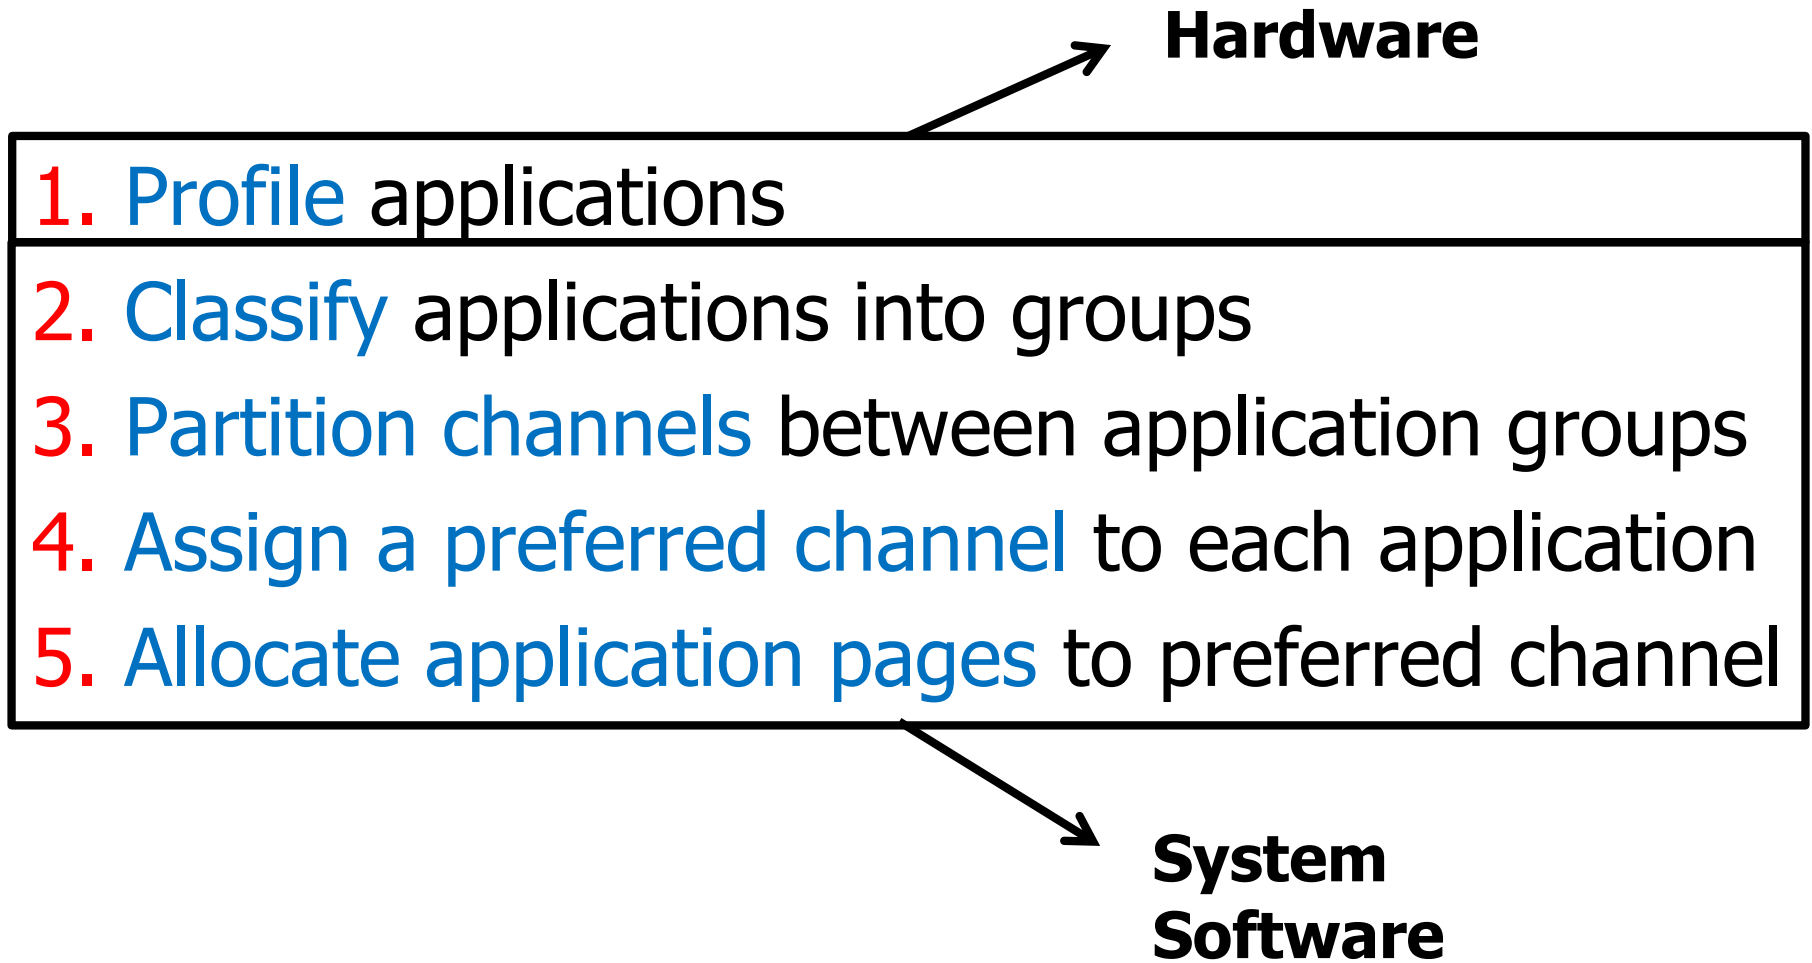 Hardware
1. Profile applications
2. Classify applications into groups
3. Partition channels between application groups
4. Assign a preferred channel to each application
5. Allocate application pages to preferred channel
System
Software